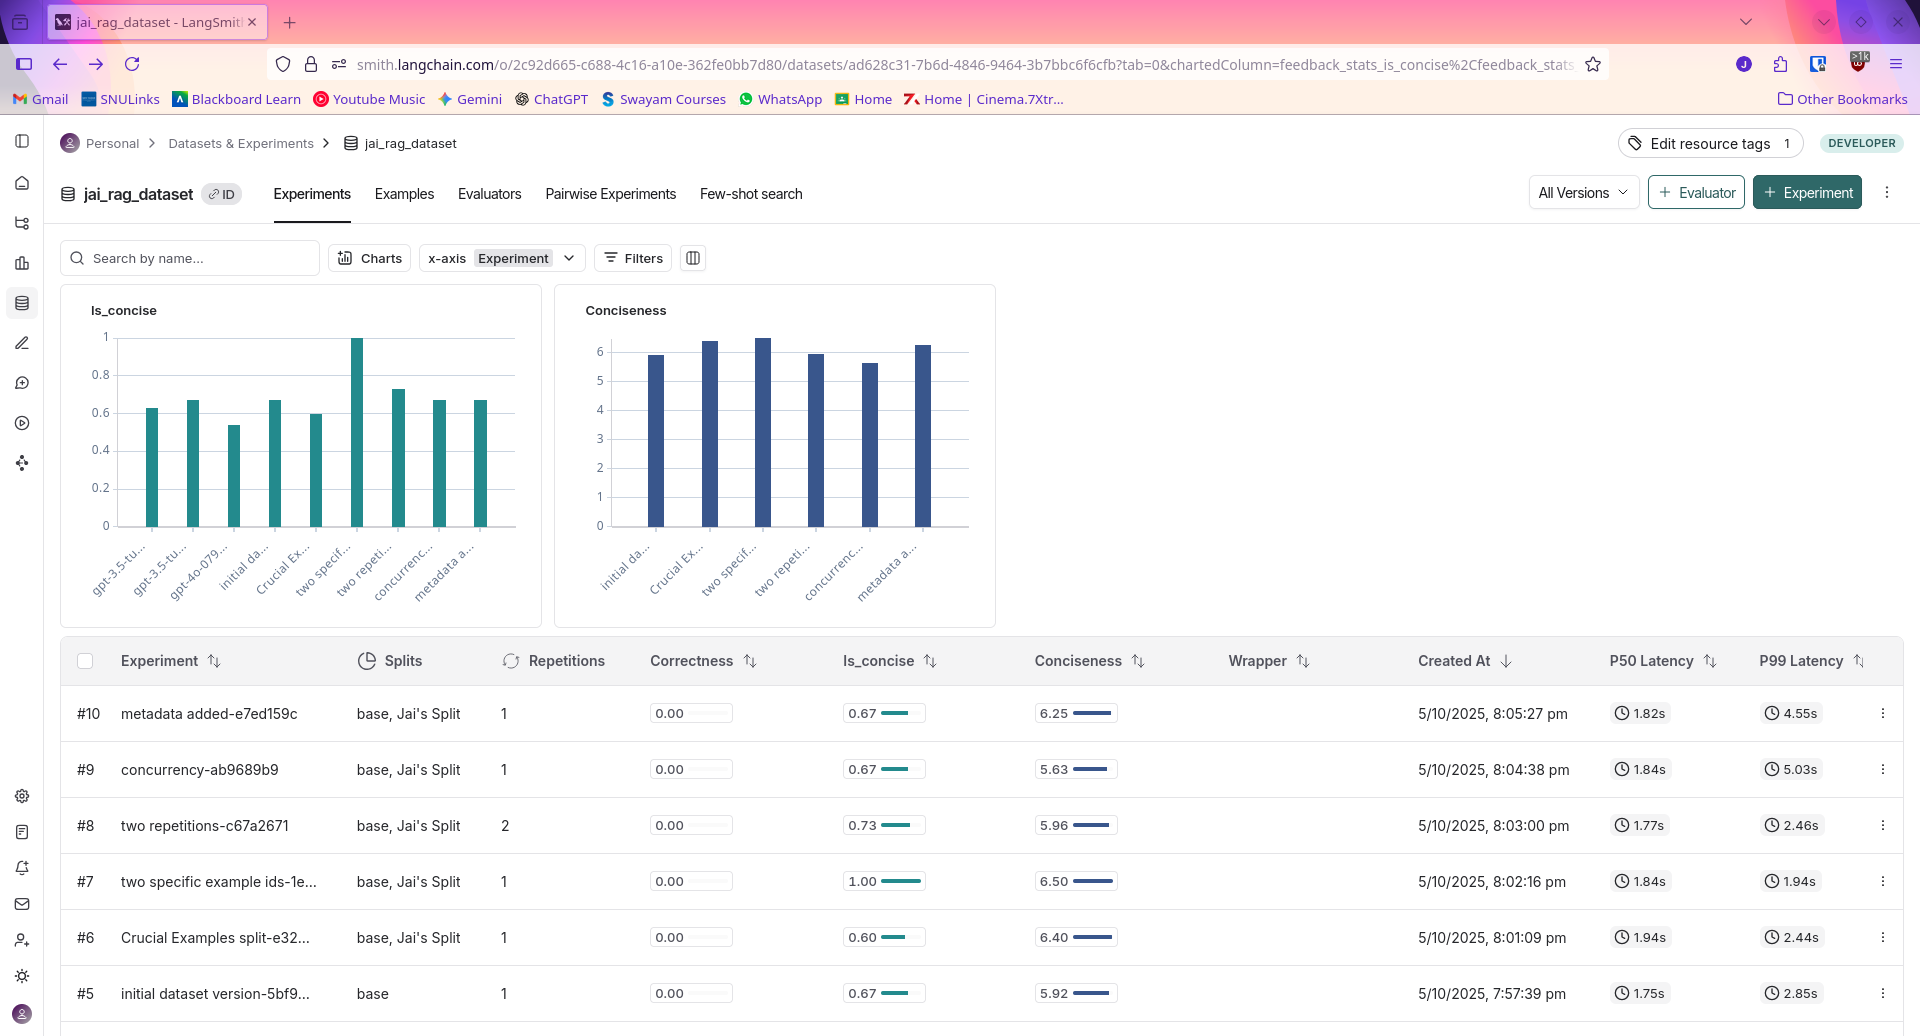 jai_rag_dataset - LangSmit
smith.langchain.com/o/2c92d665-c688-4c16-a10e-362fe0bb7d80/datasets/ad628c31-7b6d-4846-9464-3b7bbc6f6cfb?tab=0&chartedColumn=feedback_stats_is_concise%2Cfeedback_stats
>1k
Gmail SNULinks Blackboard Learn Youtube Music Gemini ChatGPT Swayam Courses WhatsApp Home Home | Cinema.7Xtr... Other Bookmarks
Personal Datasets & Experiments jai_rag_dataset Edit resource tags 1 DEVELOPER
jai_rag_dataset ID Experiments Examples Evaluators Pairwise Experiments Few-shot search All Versions + Evaluator + Experiment
Search by name... Charts x-axis Experiment Filters
Is_concise
1
0.8
0.6
0.4
0.2
0
gpt-3.5-tu... gpt-3.5-tu... gpt-4o-079... initial da... Crucial Ex... two specif... two repeti... concurrenc... metadata a...
Conciseness
6
5
4
3
2
1
0
initial da... Crucial Ex... two specif... two repeti... concurrenc... metadata a...
Experiment Splits Repetitions Correctness Is_concise Conciseness Wrapper Created At P50 Latency P99 Latency
#10 metadata added-e7ed159c base, Jai's Split 1 0.00 0.67 6.25 5/10/2025, 8:05:27 pm 1.82s 4.55s
#9 concurrency-ab9689b9 base, Jai's Split 1 0.00 0.67 5.63 5/10/2025, 8:04:38 pm 1.84s 5.03s
#8 two repetitions-c67a2671 base, Jai's Split 2 0.00 0.73 5.96 5/10/2025, 8:03:00 pm 1.77s 2.46s
#7 two specific example ids-1e... base, Jai's Split 1 0.00 1.00 6.50 5/10/2025, 8:02:16 pm 1.84s 1.94s
#6 Crucial Examples split-e32... base, Jai's Split 1 0.00 0.60 6.40 5/10/2025, 8:01:09 pm 1.94s 2.44s
#5 initial dataset version-5bf9... base 1 0.00 0.67 5.92 5/10/2025, 7:57:39 pm 1.75s 2.85s